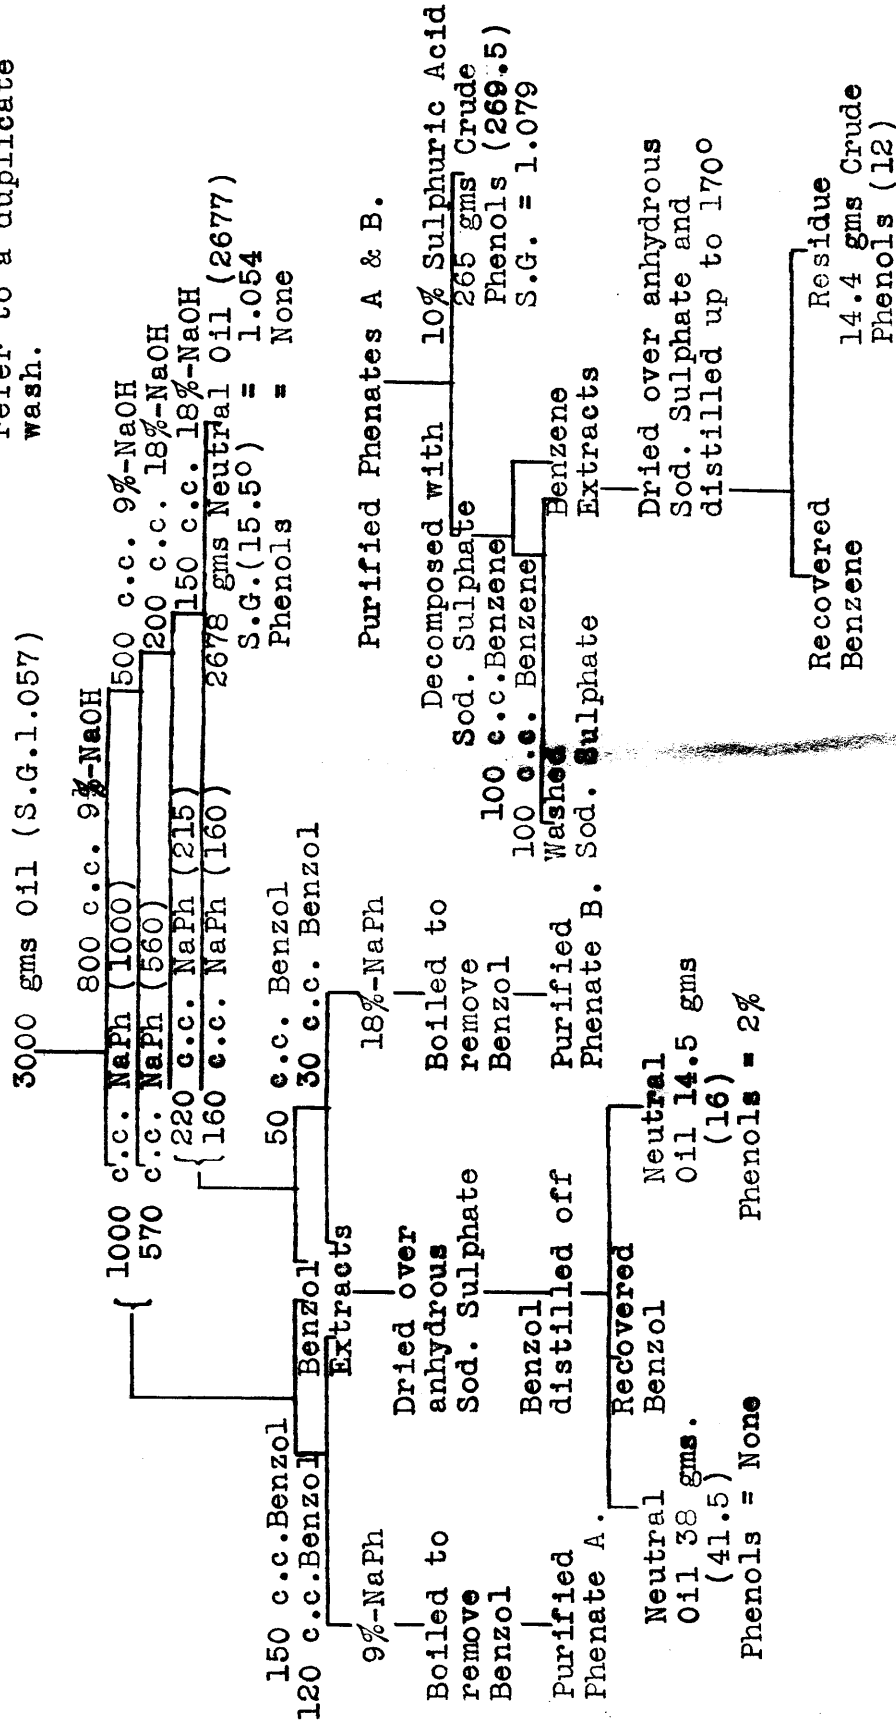 refer to a duplicate
wash.
3000 gms Oil (S.G.1.057)
800 c.c. 9%-NaOH
1000 c.c. NaPh (1000)
500 c.c. 9%-NaOH
570 c.c. NaPh (560)
200 c.c. 18%-NaOH
220 c.c. NaPh (215)
150 c.c. 18%-NaOH
160 c.c. NaPh (160)
2678 gms Neutral Oil (2677)
S.G.(15.5°) = 1.054
Phenols = None
150 c.c.Benzol
120 c.c.Benzol
50 c.c. Benzol
30 c.c. Benzol
Benzol
Extracts
9%-NaPh
Boiled to
remove
Benzol
Purified
Phenate A.
Dried over
anhydrous
Sod. Sulphate
Benzol
distilled off
18%-NaPh
Boiled to
remove
Benzol
Purified
Phenate B.
Neutral
Oil 38 gms.
(41.5)
Phenols = None
Recovered
Benzol
Neutral
Oil 14.5 gms
(16)
Phenols = 2%
Purified Phenates A & B.
Decomposed with 10% Sulphuric Acid
Sod. Sulphate
265 gms Crude
Phenols (269.5)
S.G. = 1.079
100 c.c.Benzene
100 c.c. Benzene
Washed
Sod. Sulphate
Benzene
Extracts
Dried over anhydrous
Sod. Sulphate and
distilled up to 170°
Recovered
Benzene
Residue
14.4 gms Crude
Phenols (12)